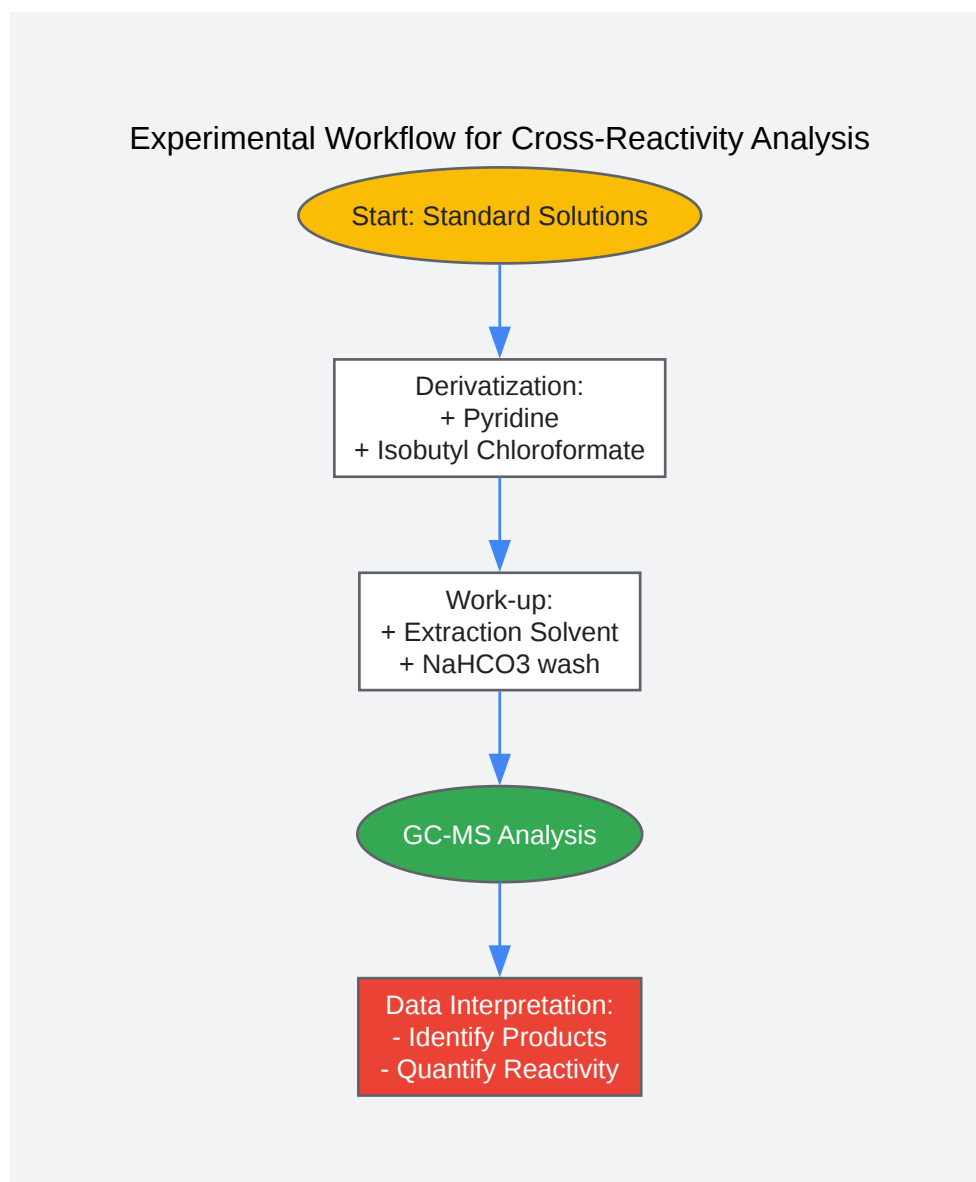 Experimental Workflow for Cross-Reactivity Analysis
Start: Standard Solutions
Derivatization:
+ Pyridine
+ Isobutyl Chloroformate
Work-up:
+ Extraction Solvent
+ NaHCO3 wash
GC-MS Analysis
Data Interpretation:
- Identify Products
- Quantify Reactivity